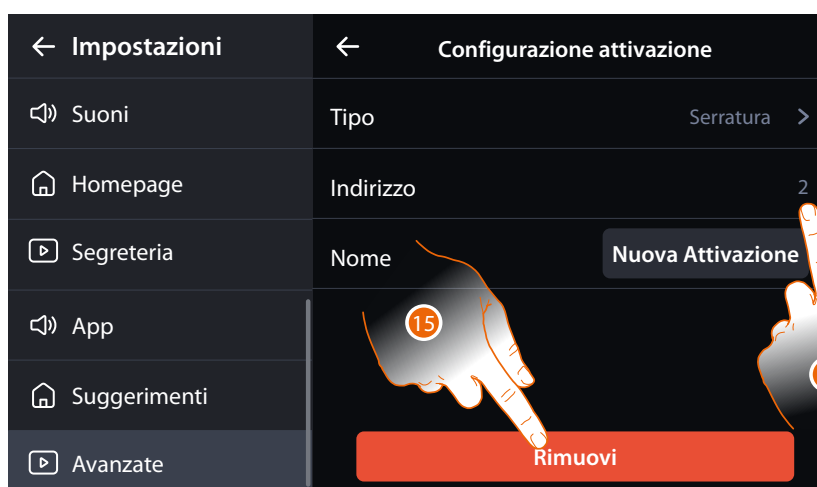 Impostazioni
Suoni
Homepage
Segreteria
App
Suggerimenti
Avanzate
Configurazione attivazione
Tipo Serratura
Indirizzo 2
Nome Nuova Attivazione
15
Rimuovi